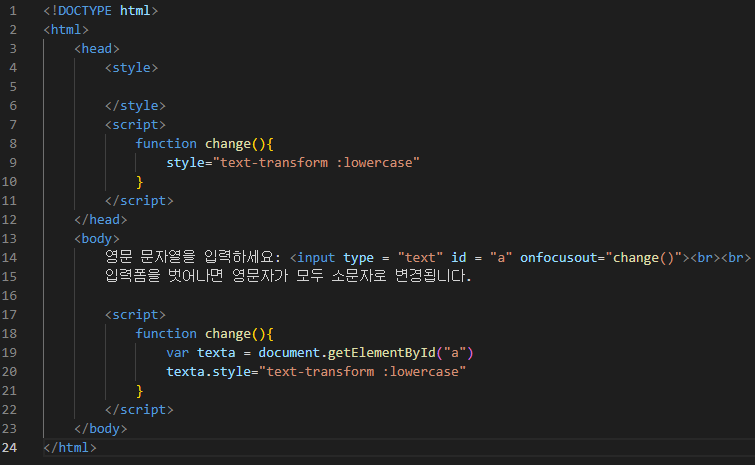 1 <!DOCTYPE html>
2 <html>
3 <head>
4 <style>
5
6 </style>
7 <script>
8 function change(){
9 style="text-transform :lowercase"
10 }
11 </script>
12 </head>
13 <body>
14 영문 문자열을 입력하세요: <input type = "text" id = "a" onfocusout="change()"><br><br>
15 입력폼을 벗어나면 영문자가 모두 소문자로 변경됩니다.
16
17 <script>
18 function change(){
19 var texta = document.getElementById("a")
20 texta.style="text-transform :lowercase"
21 }
22 </script>
23 </body>
24 </html>